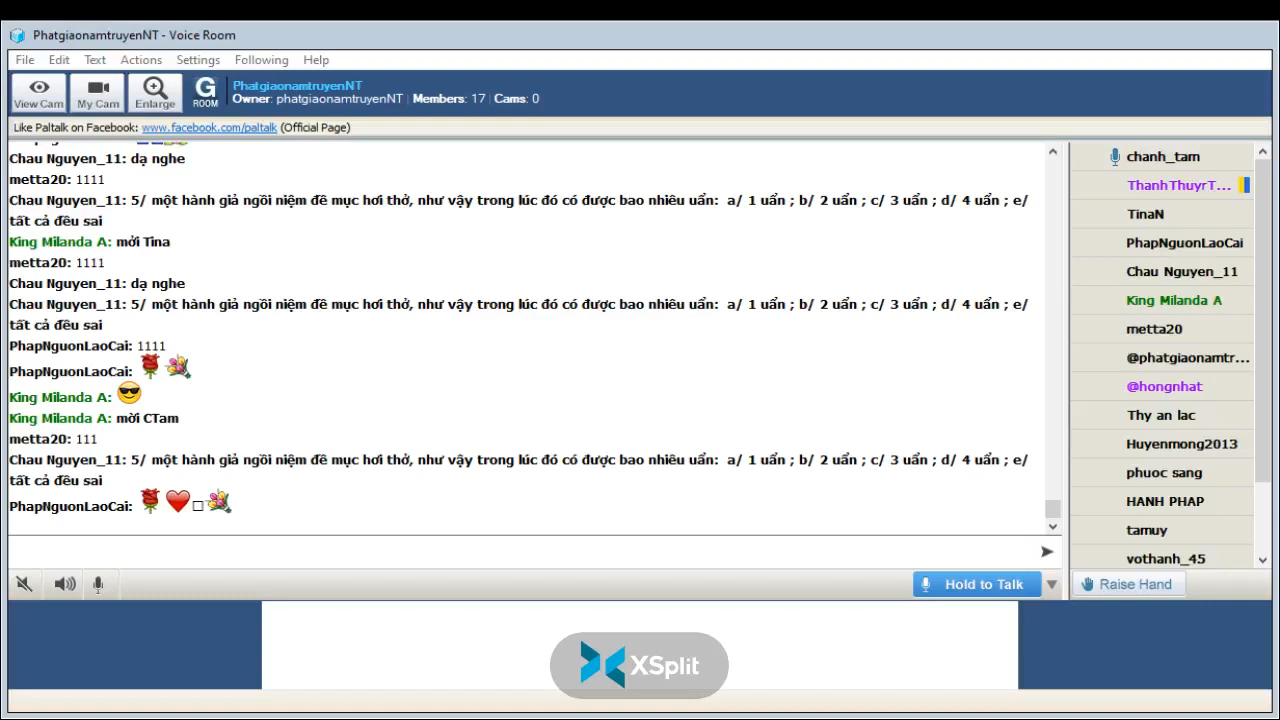 PhatgiaonamtruyenNT - Voice Room
File Edit Text Actions Settings Following Help
View Cam
My Cam
Enlarge
G ROOM
PhatgiaonamtruyenNT
Owner: phatgiaonamtruyenNT | Members: 17 | Cams: 0
Like Paltalk on Facebook: www.facebook.com/paltalk (Official Page)
Chau Nguyen_11: dạ nghe
metta20: 1111
Chau Nguyen_11: 5/ một hành giả ngồi niệm đề mục hơi thở, như vậy trong lúc đó có được bao nhiêu uẩn: a/ 1 uẩn ; b/ 2 uẩn ; c/ 3 uẩn ; d/ 4 uẩn ; e/
tất cả đều sai
King Milanda A: mởi Tina
metta20: 1111
Chau Nguyen_11: dạ nghe
Chau Nguyen_11: 5/ một hành giả ngồi niệm đề mục hơi thở, như vậy trong lúc đó có được bao nhiêu uẩn: a/ 1 uẩn ; b/ 2 uẩn ; c/ 3 uẩn ; d/ 4 uẩn ; e/
tất cả đều sai
PhapNguonLaoCai: 1111
PhapNguonLaoCai:
King Milanda A:
King Milanda A: mời CTam
metta20: 111
Chau Nguyen_11: 5/ một hành giả ngồi niệm đề mục hơi thở, như vậy trong lúc đó có được bao nhiêu uẩn: a/ 1 uẩn ; b/ 2 uẩn ; c/ 3 uẩn ; d/ 4 uẩn ; e/
tất cả đều sai
PhapNguonLaoCai:
Hold to Talk
chanh_tam
ThanhThuyrT...
TinaN
PhapNguonLaoCai
Chau Nguyen_11
King Milanda A
metta20
@phatgiaonamtr...
@hongnhat
Thy an lac
Huyenmong2013
phuoc sang
HANH PHAP
tamuy
vothanh_45
Raise Hand
XSplit